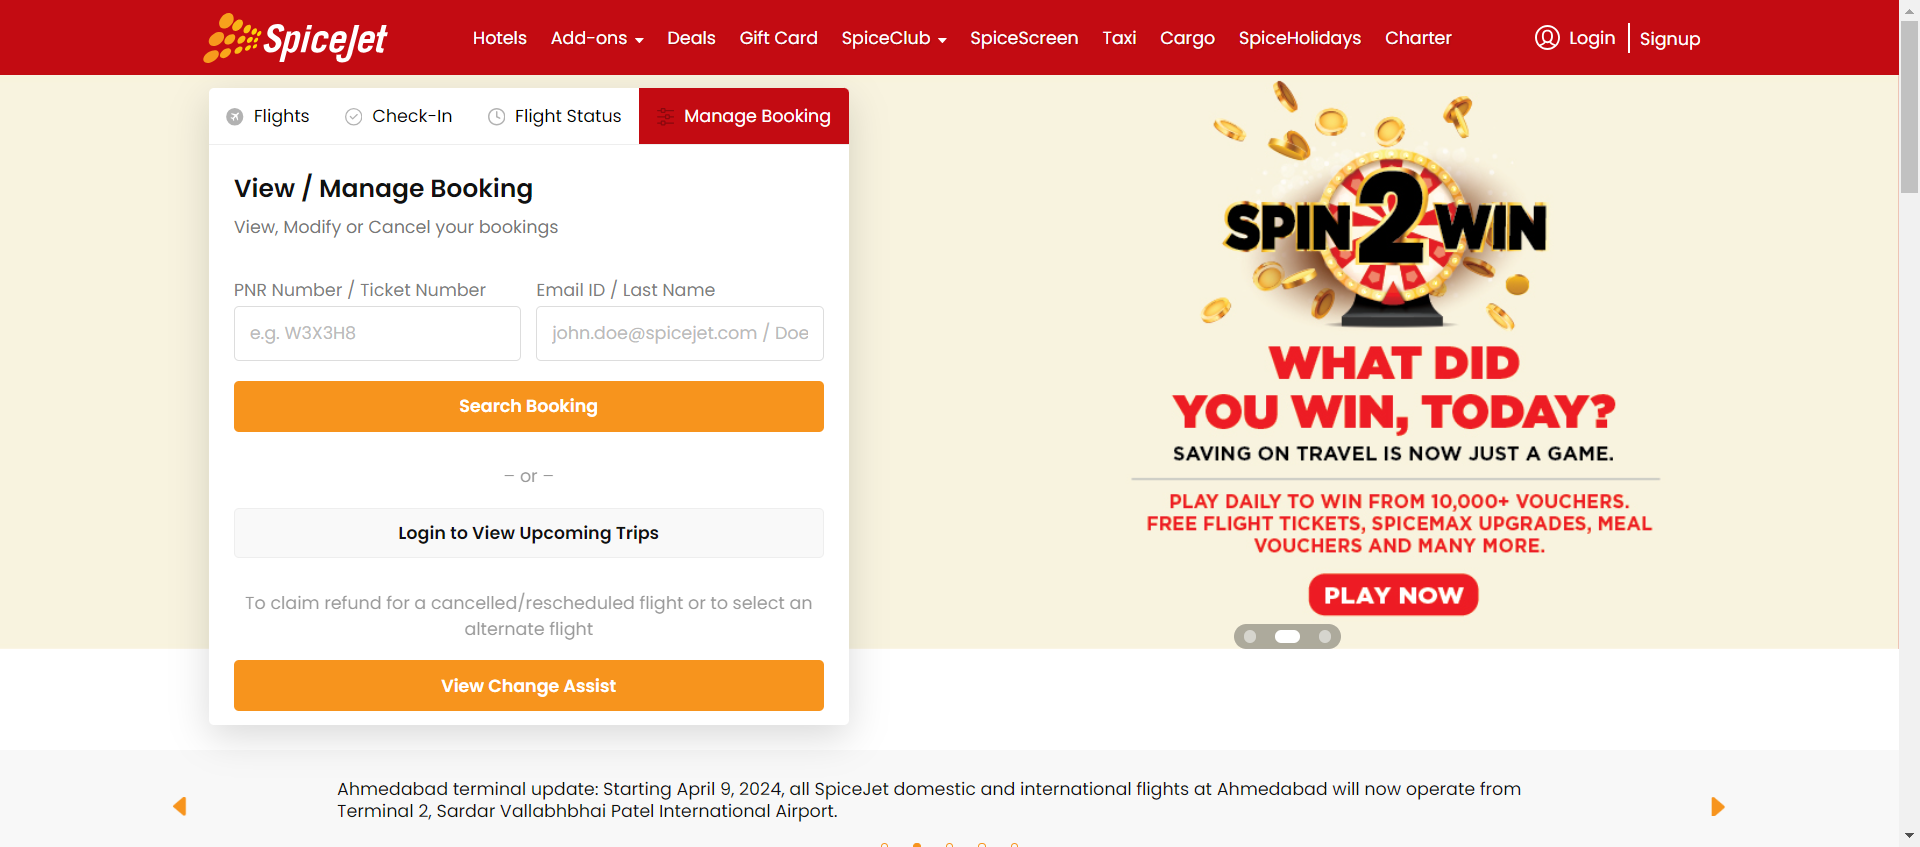 SpiceJet
Hotels Add-ons Deals Gift Card SpiceClub SpiceScreen Taxi Cargo SpiceHolidays Charter Login Signup
Flights Check-In Flight Status Manage Booking
View / Manage Booking
View, Modify or Cancel your bookings
PNR Number / Ticket Number Email ID / Last Name
e.g. W3X3H8 john.doe@spicejet.com / Doe
Search Booking
– or –
Login to View Upcoming Trips
To claim refund for a cancelled/rescheduled flight or to select an
alternate flight
View Change Assist
SPIN 2 WIN
WHAT DID
YOU WIN, TODAY?
SAVING ON TRAVEL IS NOW JUST A GAME.
PLAY DAILY TO WIN FROM 10,000+ VOUCHERS.
FREE FLIGHT TICKETS, SPICEMAX UPGRADES, MEAL
VOUCHERS AND MANY MORE.
PLAY NOW
Ahmedabad terminal update: Starting April 9, 2024, all SpiceJet domestic and international flights at Ahmedabad will now operate from
Terminal 2, Sardar Vallabhbhai Patel International Airport.